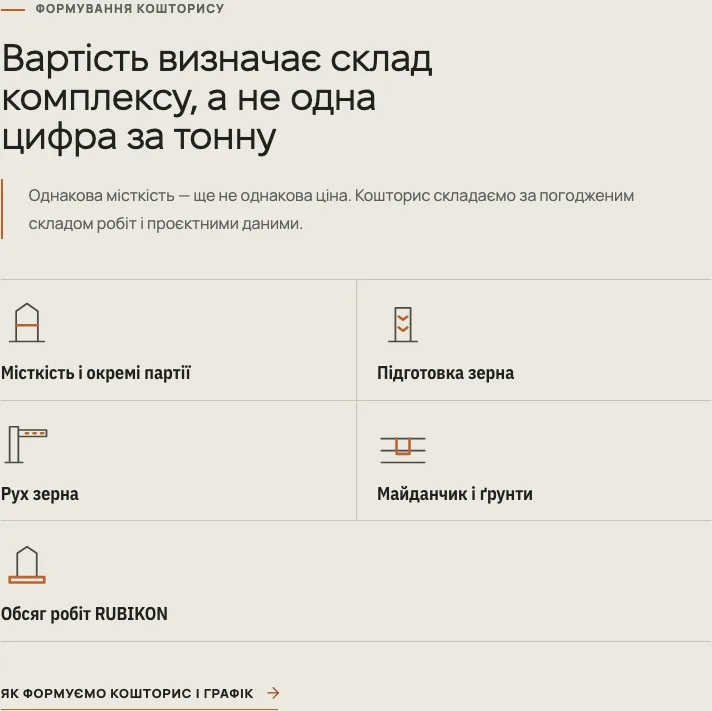 ФОРМУВАННЯ КОШТОРИСУ
Вартість визначає склад
комплексу, а не одна
цифра за тонну
Однакова місткість — ще не однакова ціна. Кошторис складаємо за погодженим
складом робіт і проєктними даними.
Місткість і окремі партії
Підготовка зерна
Рух зерна
Майданчик і ґрунти
Обсяг робіт RUBIKON
ЯК ФОРМУЄМО КОШТОРИС І ГРАФІК →